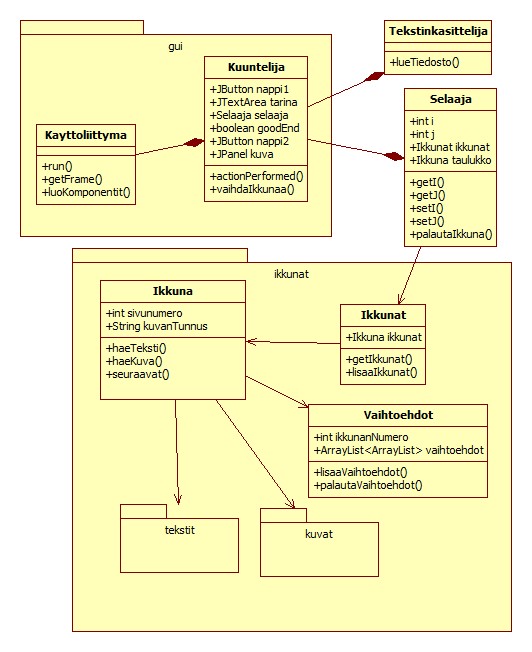 gui
Kayttoliittyma
+run()
+getFrame()
+luoKomponentit()
Kuuntelija
+JButton nappi1
+JTextArea tarina
+Selaaja selaaja
+boolean goodEnd
+JButton nappi2
+JPanel kuva
+actionPerformed()
+vaihdaIkkunaa()
Tekstinkasittelija
+lueTiedosto()
Selaaja
+int i
+int j
+Ikkunat ikkunat
+Ikkuna taulukko
+getI()
+getJ()
+setI()
+setJ()
+palautaIkkuna()
ikkunat
Ikkuna
+int sivunumero
+String kuvanTunnus
+haeTeksti()
+haeKuva()
+seuraavat()
Ikkunat
+Ikkuna ikkunat
+getIkkunat()
+lisaaIkkunat()
Vaihtoehdot
+int ikkunanNumero
+ArrayList<ArrayList> vaihtoehdot
+lisaaVaihtoehdot()
+palautaVaihtoehdot()
tekstit
kuvat